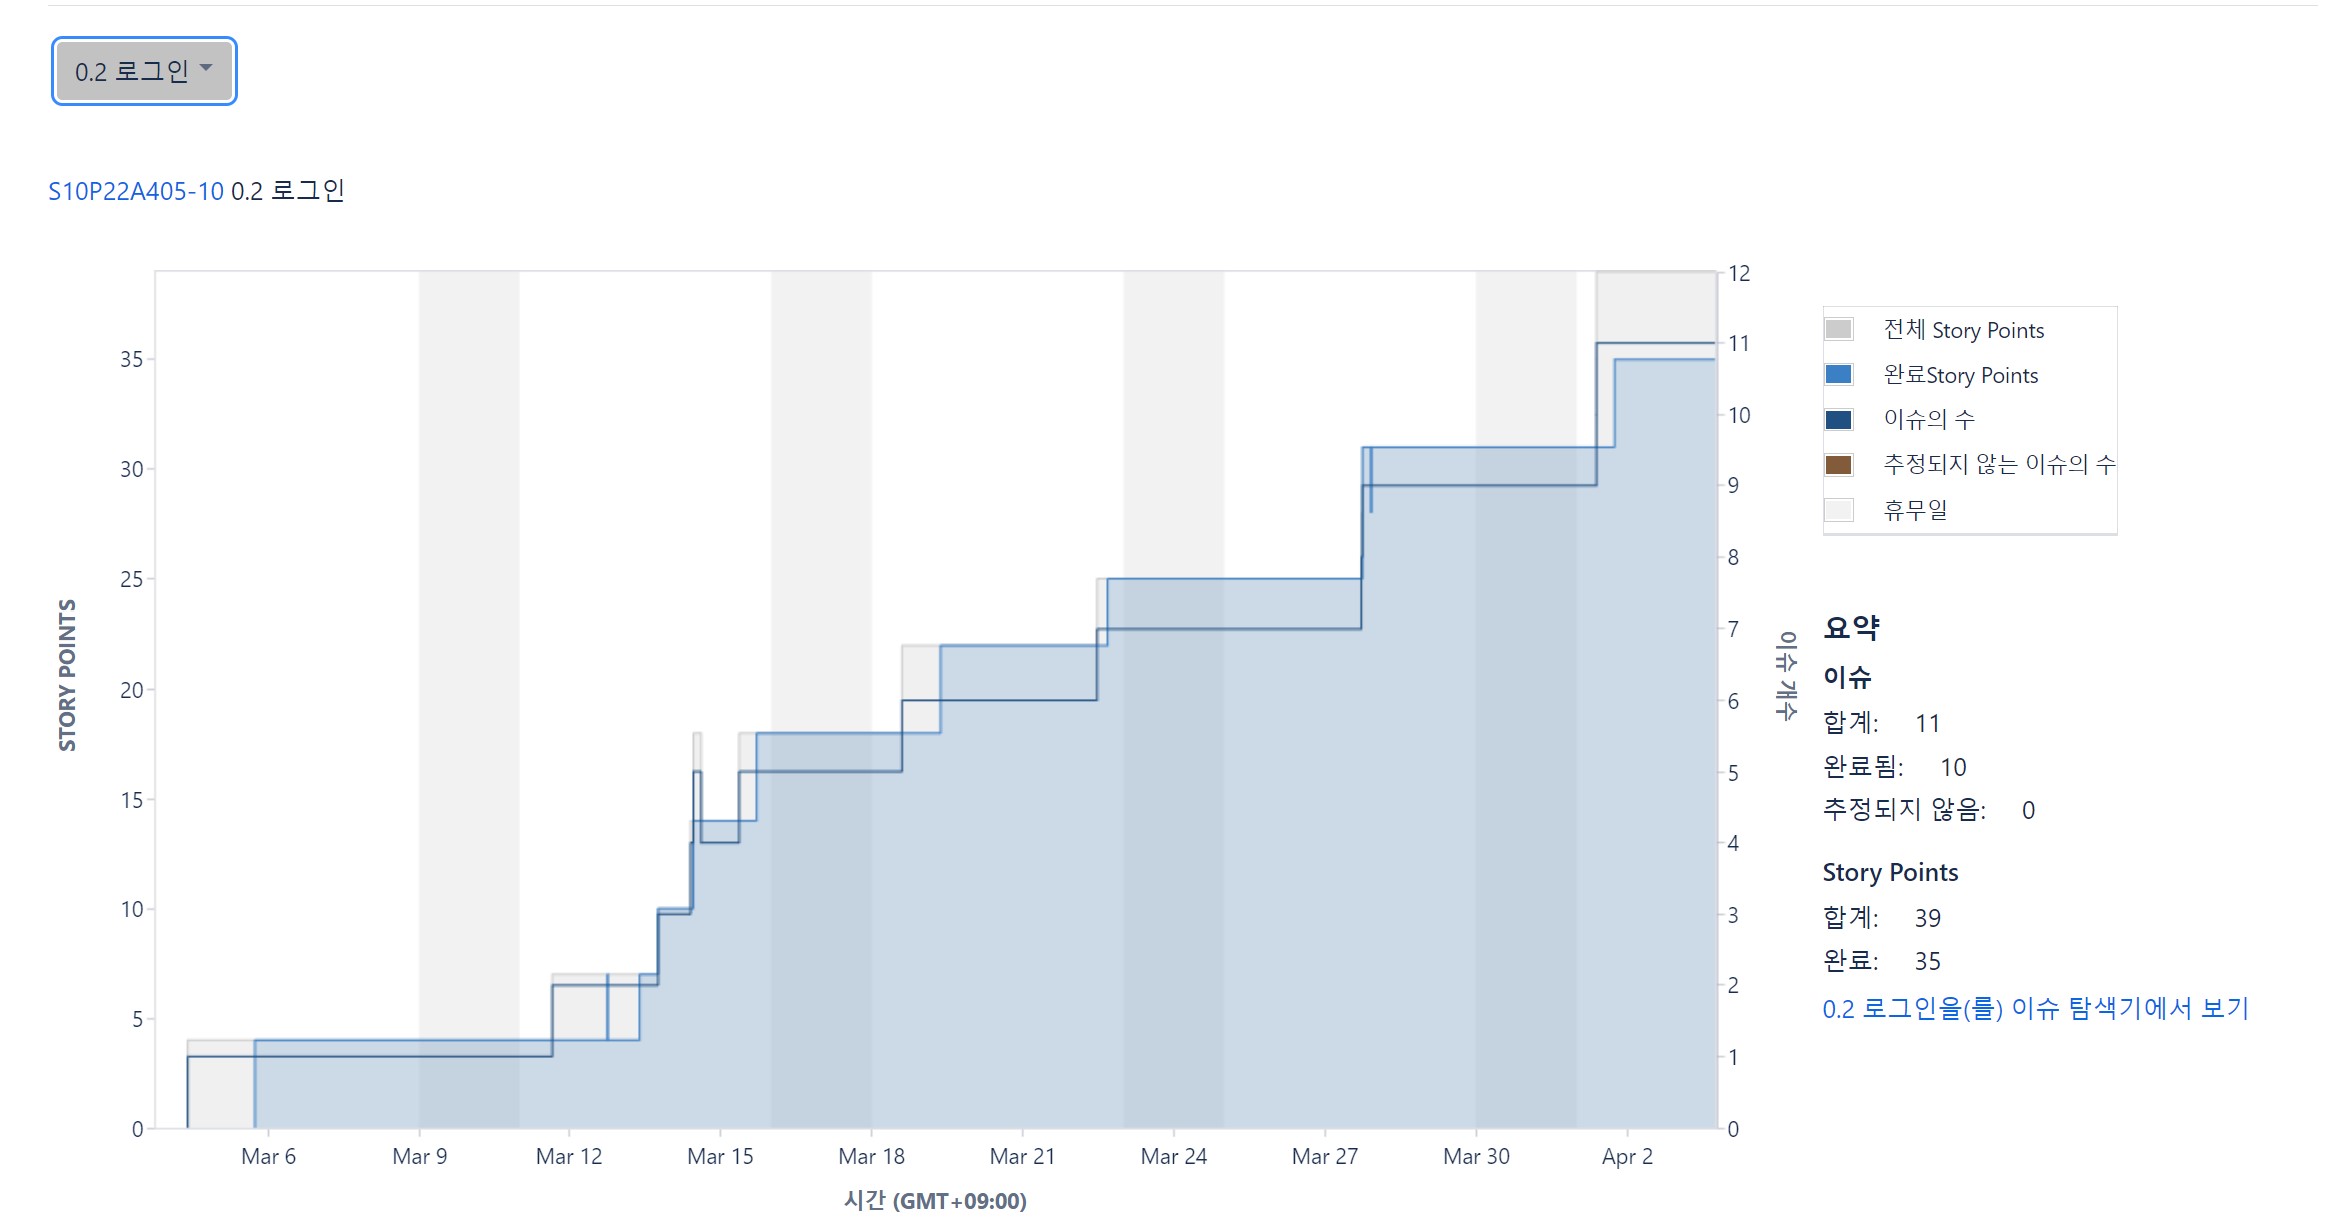 0.2 로그인
S10P22A405-10 0.2 로그인
STORY POINTS
35
30
25
20
15
10
5
0
Mar 6
Mar 9
Mar 12
Mar 15
Mar 18
Mar 21
Mar 24
Mar 27
Mar 30
Apr 2
시간 (GMT+09:00)
12
11
10
9
8
7
6
5
4
3
2
1
0
이슈 개수
전체 Story Points
완료Story Points
이슈의 수
추정되지 않는 이슈의 수
휴무일
요약
이슈
합계: 11
완료됨: 10
추정되지 않음: 0
Story Points
합계: 39
완료: 35
0.2 로그인을(를) 이슈 탐색기에서 보기